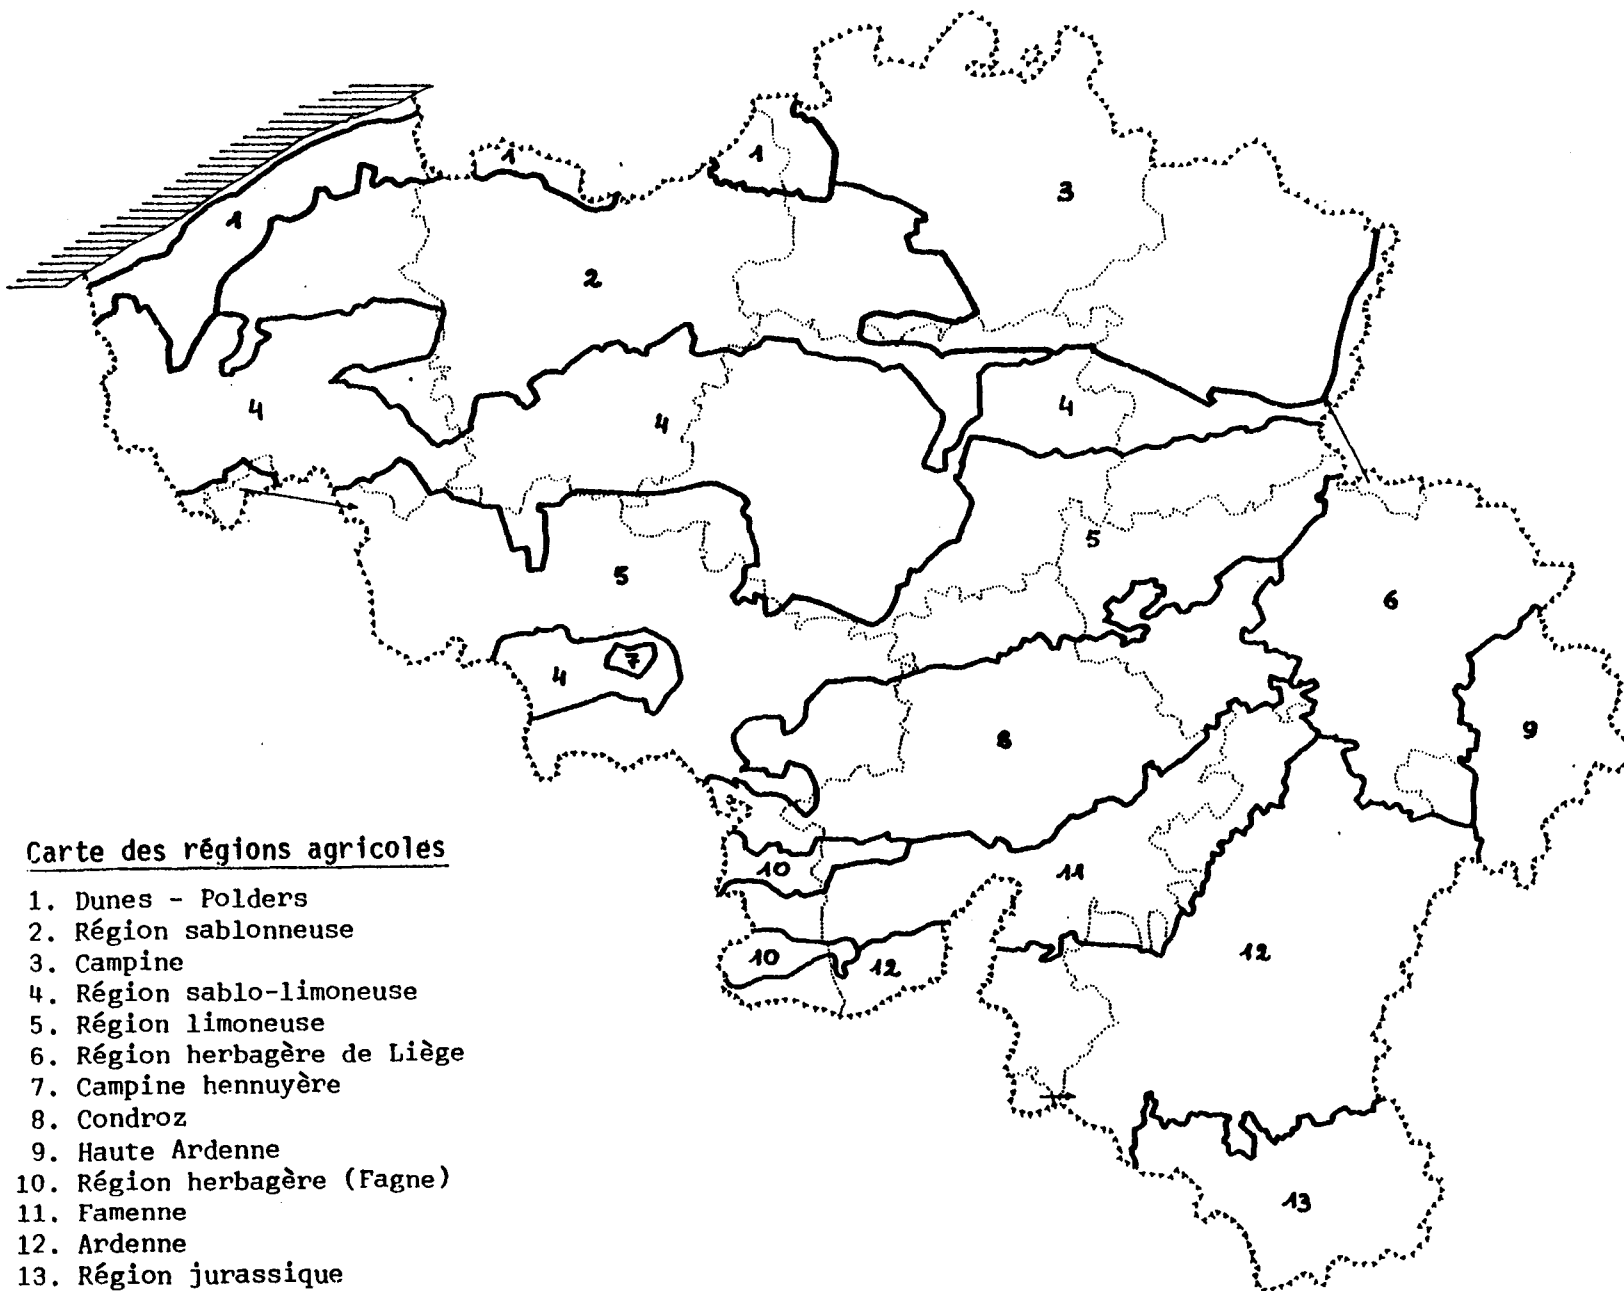 1
1
1
3
2
4
4
4
5
5
6
4
7
8
9
10
11
10
12
12
13
Carte des régions agricoles
1. Dunes - Polders
2. Région sablonneuse
3. Campine
4. Région sablo-limoneuse
5. Région limoneuse
6. Région herbagère de Liège
7. Campine hennuyère
8. Condroz
9. Haute Ardenne
10. Région herbagère (Fagne)
11. Famenne
12. Ardenne
13. Région jurassique